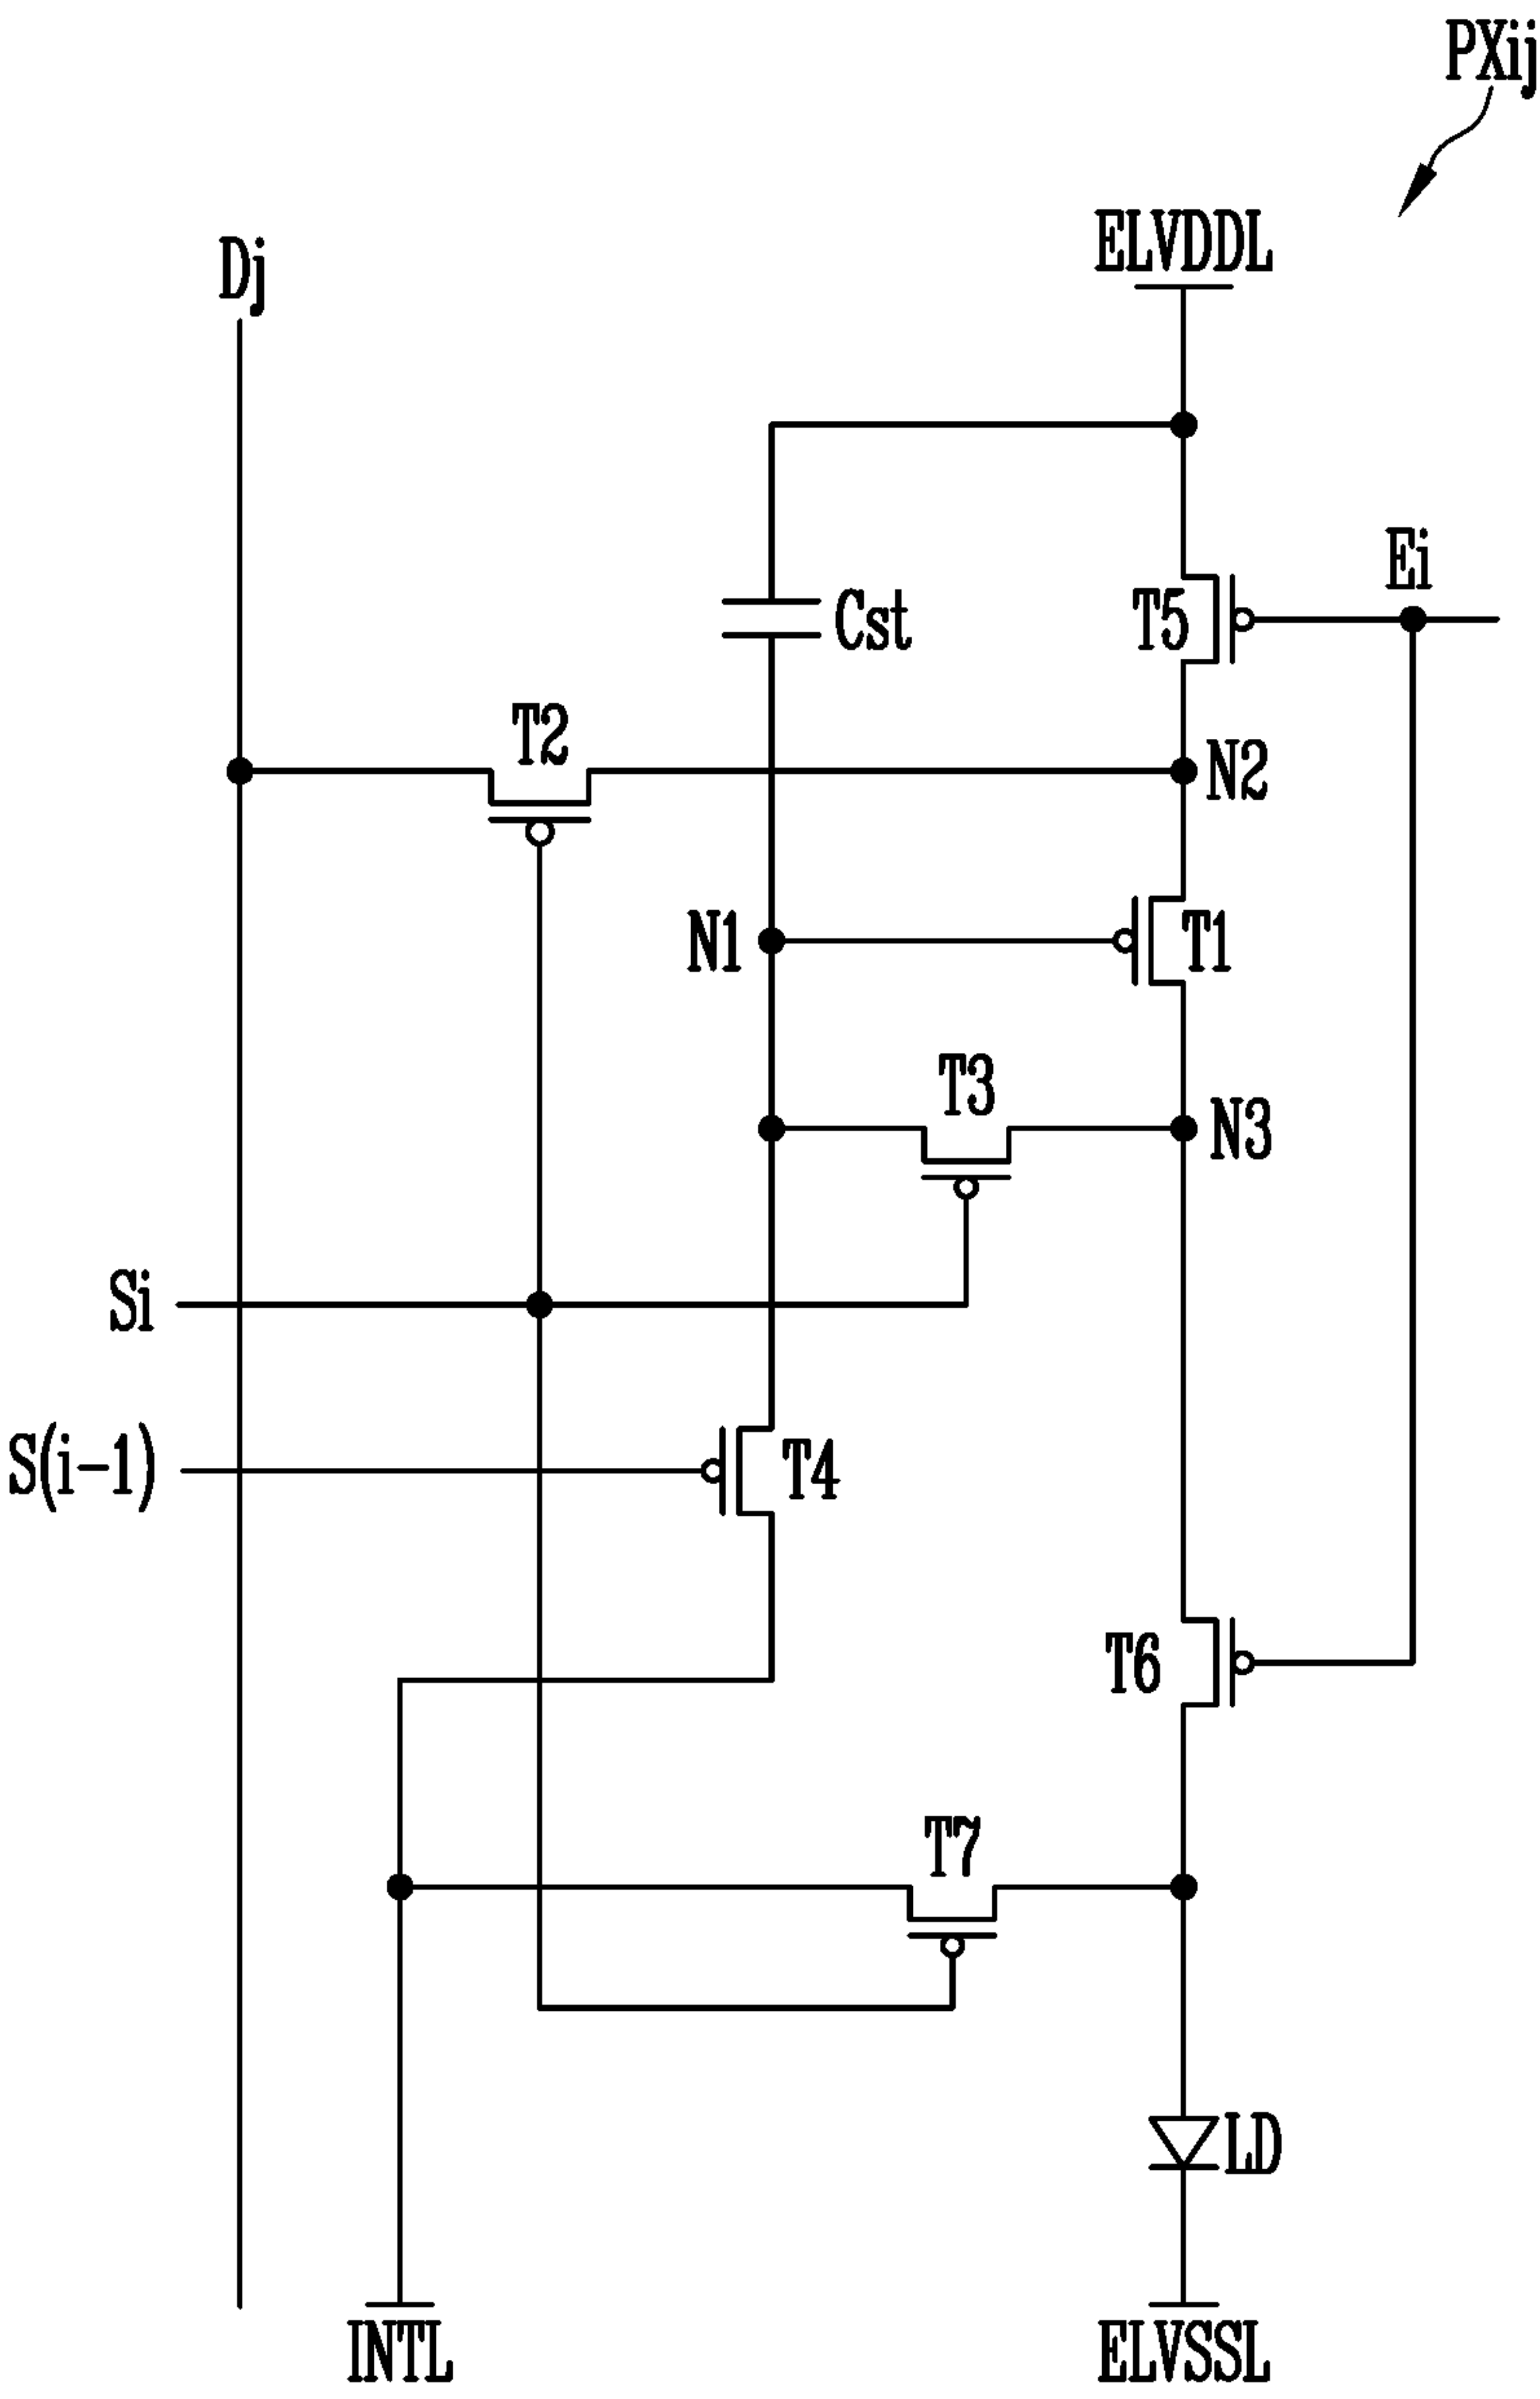 PXij
ELVDDL
Dj
Ei
Cst
T5
T2
N2
N1
T1
T3
N3
Si
S(i-1)
T4
T6
T7
LD
INTL
ELVSSL